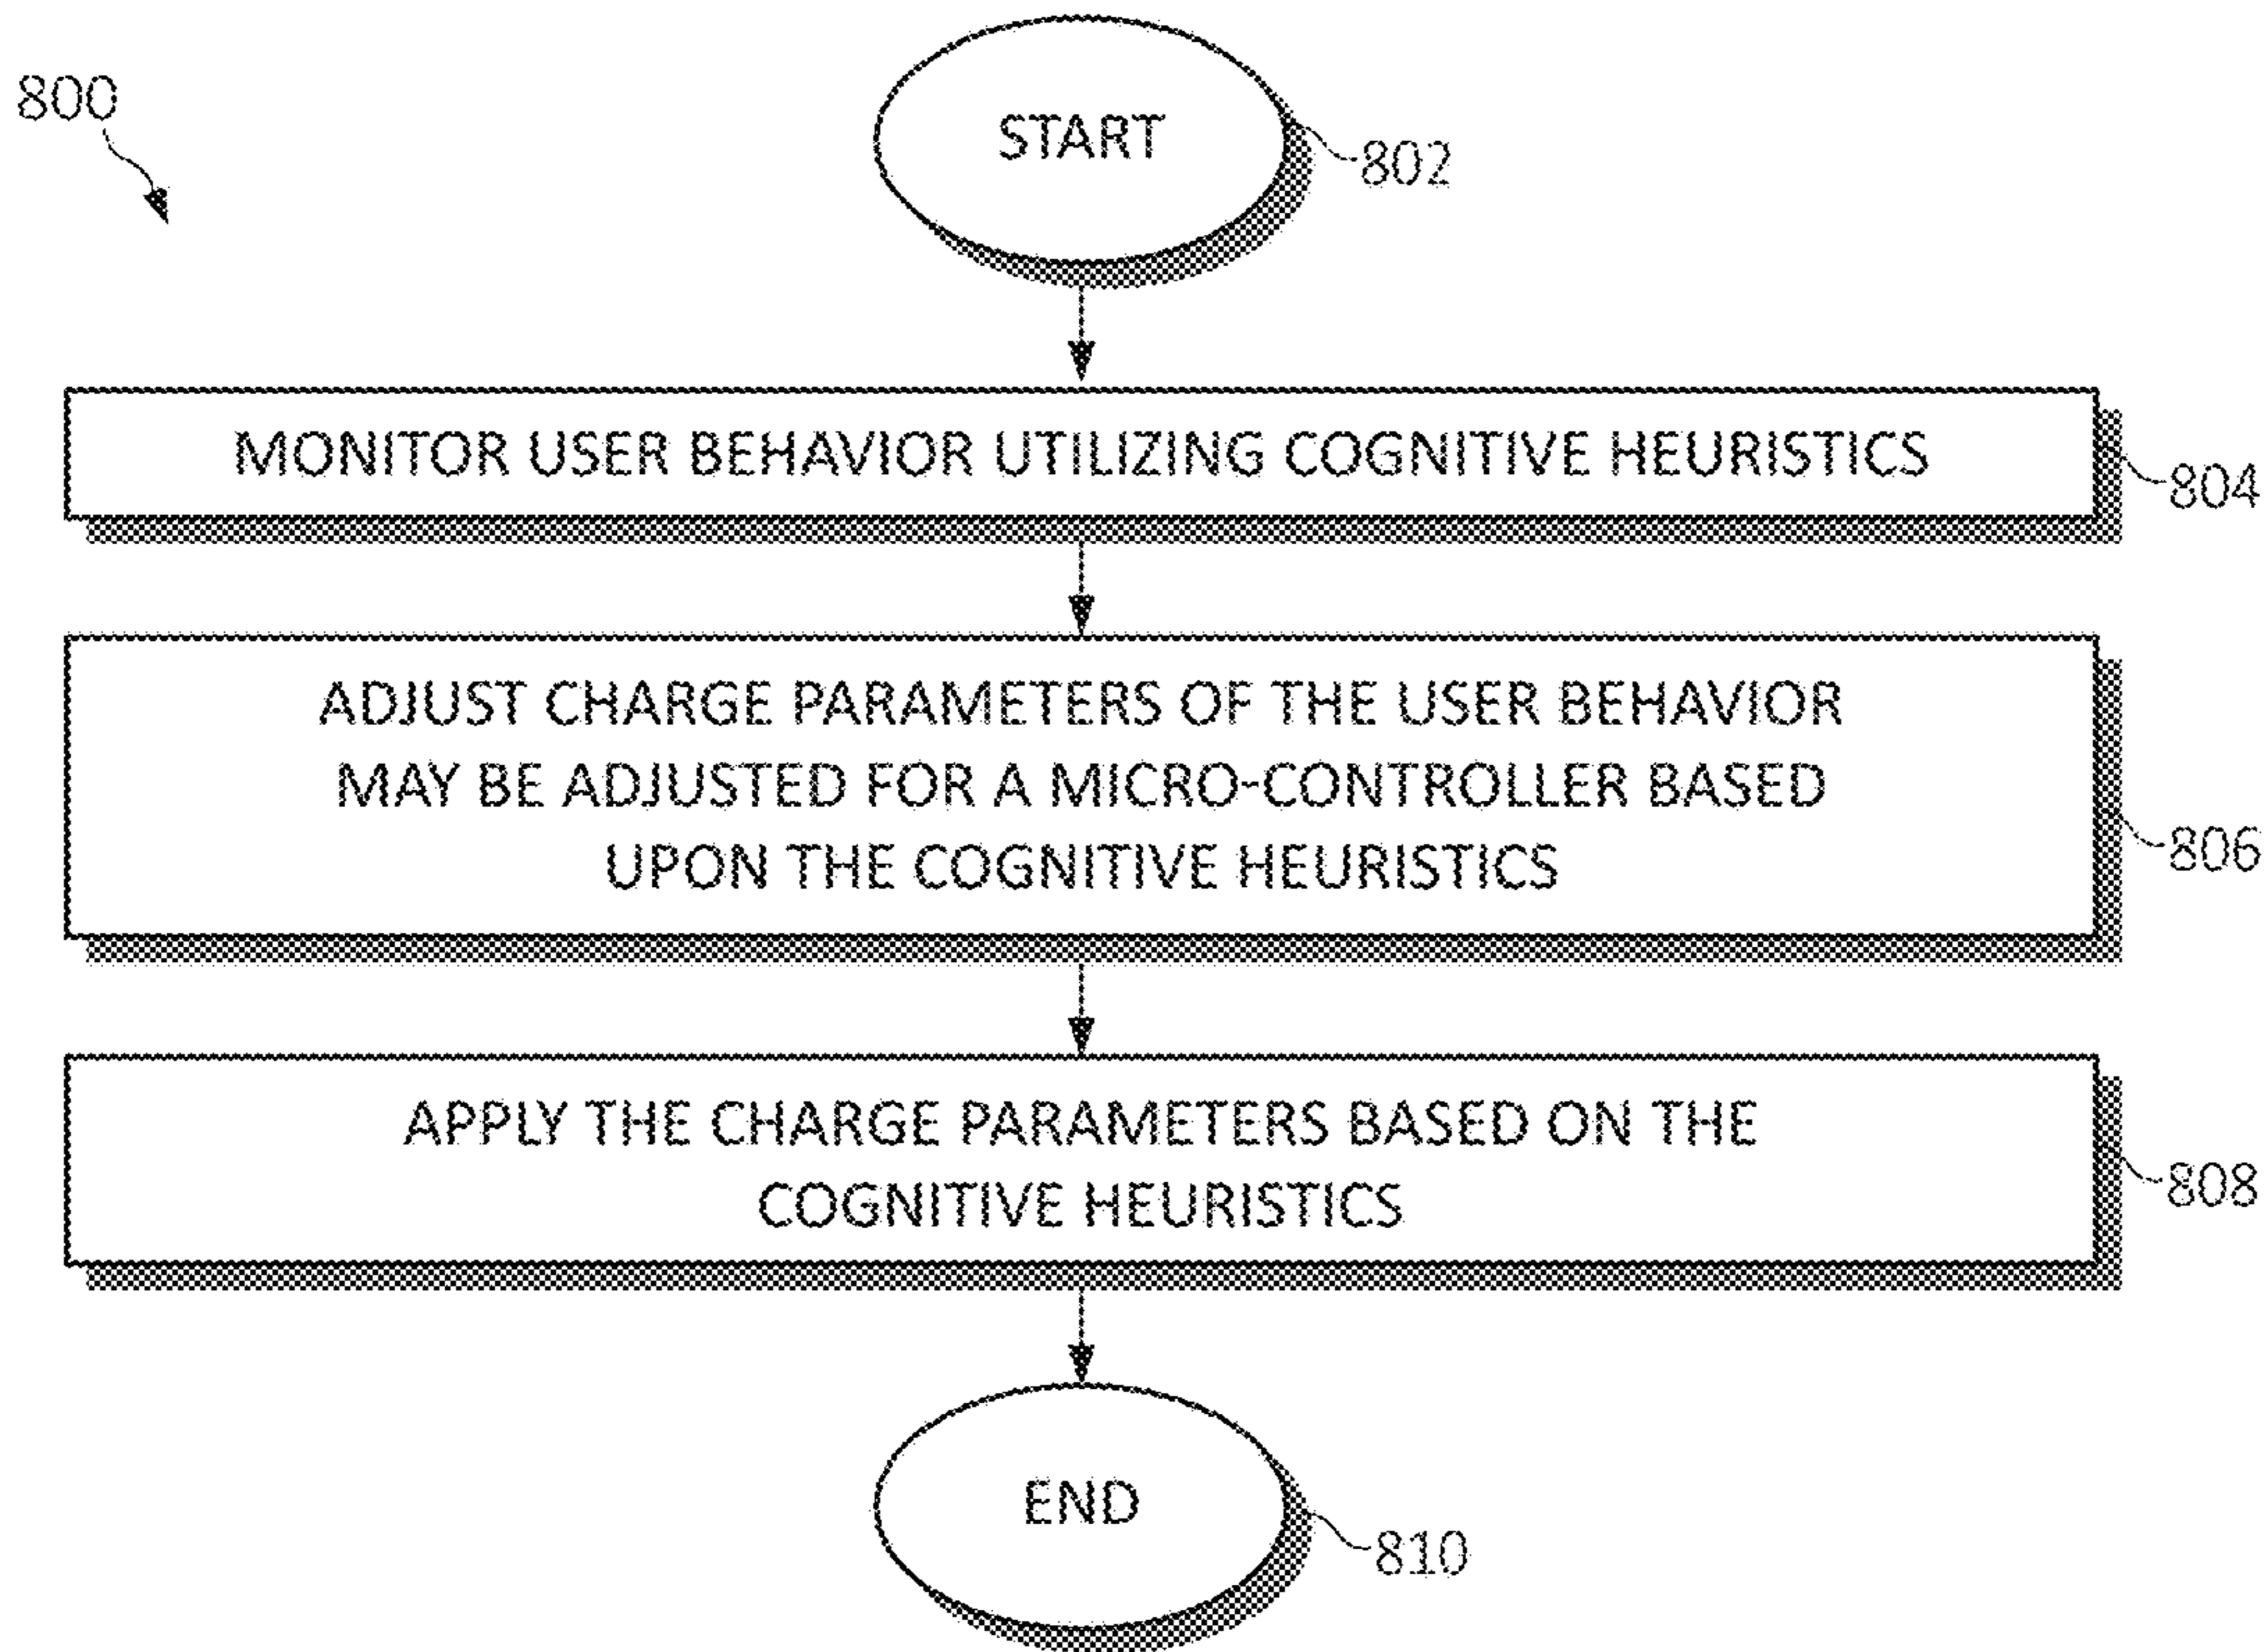 800
START
802
MONITOR USER BEHAVIOR UTILIZING COGNITIVE HEURISTICS
804
ADJUST CHARGE PARAMETERS OF THE USER BEHAVIOR
MAY BE ADJUSTED FOR A MICRO-CONTROLLER BASED
UPON THE COGNITIVE HEURISTICS
806
APPLY THE CHARGE PARAMETERS BASED ON THE
COGNITIVE HEURISTICS
808
END
810